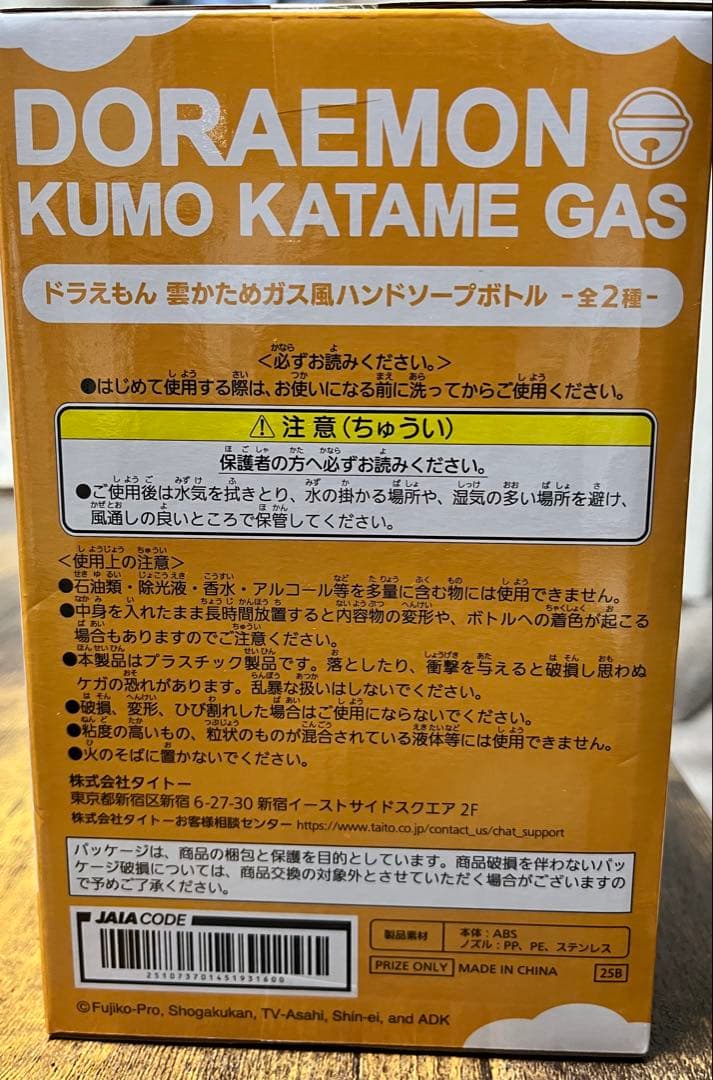 DORAEMON
KUMO KATAME GAS
ドラえもん 雲かためガス風ハンドソープボトル -全2種-
<必ずお読みください。>
●はじめて使用する際は、お使いになる前に洗ってからご使用ください。
⚠注意(ちゅうい)
保護者の方へ必ずお読みください。
●ご使用後は水気を拭きとり、水の掛かる場所や、湿気の多い場所を避け、
風通しの良いところで保管してください。
<使用上の注意>
●石油類・除光液・香水・アルコール等を多量に含む物には使用できません。
●中身を入れたまま長時間放置すると内容物の変形や、ボトルへの着色が起こる
場合もありますのでご注意ください。
●本製品はプラスチック製品です。落としたり、衝撃を与えると破損し思わぬ
ケガの恐れがあります。乱暴な扱いはしないでください。
●破損、変形、ひび割れした場合はご使用にならないでください。
●粘度の高いもの、粒状のものが混合されている液体等には使用できません。
●火のそばに置かないでください。
株式会社タイトー
東京都新宿区新宿 6-27-30 新宿イーストサイドスクエア 2F
株式会社タイトーお客様相談センター https://www.taito.co.jp/contact_us/chat_support
パッケージは、商品の梱包と保護を目的としています。商品破損を伴わないパッ
ケージ破損については、商品交換の対象外とさせていただく場合がございますの
で予めご了承ください。
JAIA CODE
251073701451931600
製品素材
本体：ABS
ノズル：PP、PE、ステンレス
PRIZE ONLY MADE IN CHINA 25B
©Fujiko-Pro, Shogakukan, TV-Asahi, Shin-ei, and ADK